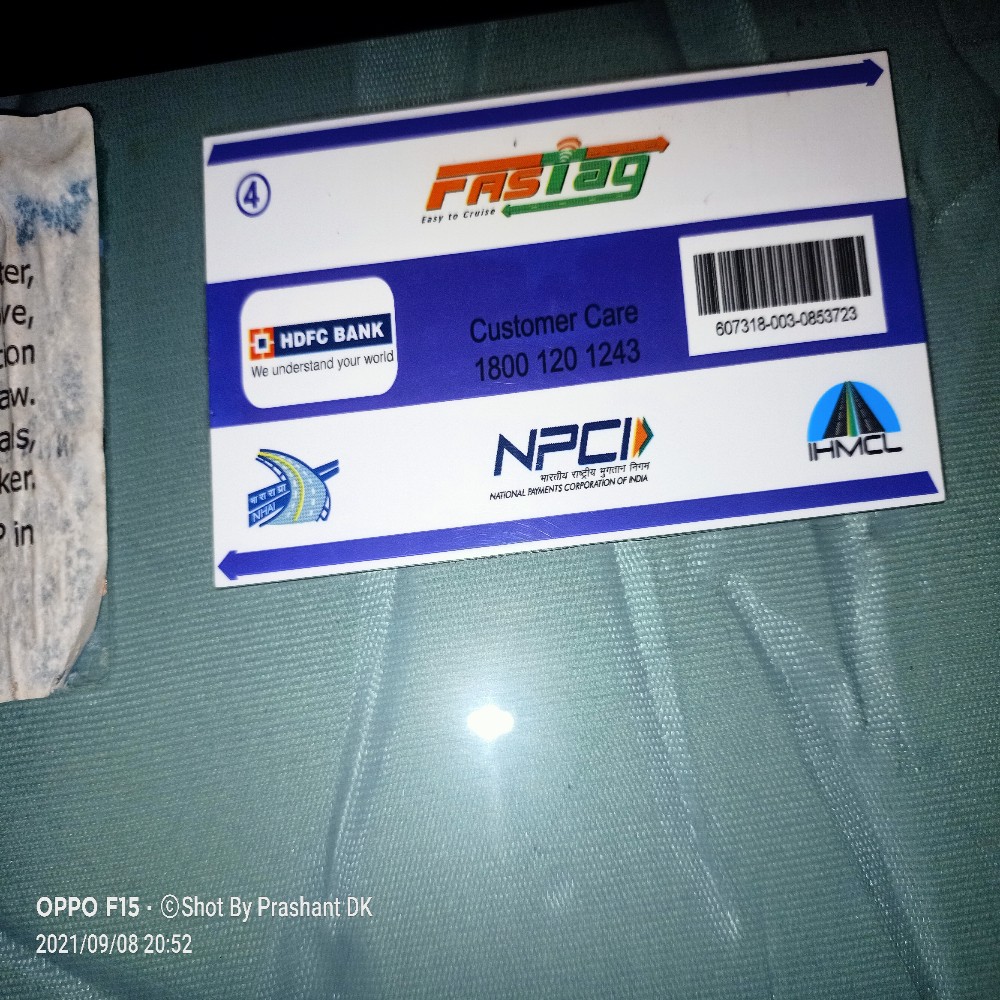 ter,
ve,
ion
aw.
als,
ker.
P in
4
FASTag
Easy to Cruise
HDFC BANK
We understand your world
Customer Care
1800 120 1243
607318-003-0853723
भा रा रा प्रा
NHAI
NPCI
भारतीय राष्ट्रीय भुगतान निगम
NATIONAL PAYMENTS CORPORATION OF INDIA
IHMCL
OPPO F15 · ©Shot By Prashant DK
2021/09/08 20:52